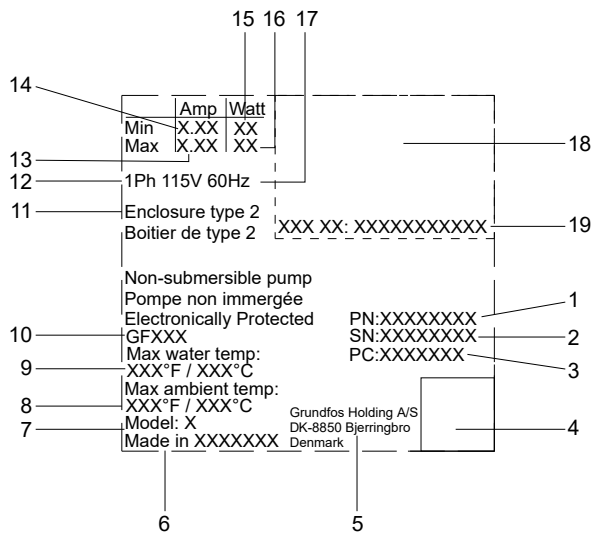 15 16 17
14
Amp Watt
Min X.XX XX
Max X.XX XX
18
13
12
1Ph 115V 60Hz
11
Enclosure type 2
Boitier de type 2
XXX XX: XXXXXXXXXXX
19
Non-submersible pump
Pompe non immergée
Electronically Protected
PN:XXXXXXXX
1
10
GFXXX
SN:XXXXXXXX
2
Max water temp:
PC:XXXXXXX
3
9
XXX°F / XXX°C
Max ambient temp:
8
XXX°F / XXX°C
7
Model: X
Made in XXXXXXX
Grundfos Holding A/S
DK-8850 Bjerringbro
Denmark
4
6
5